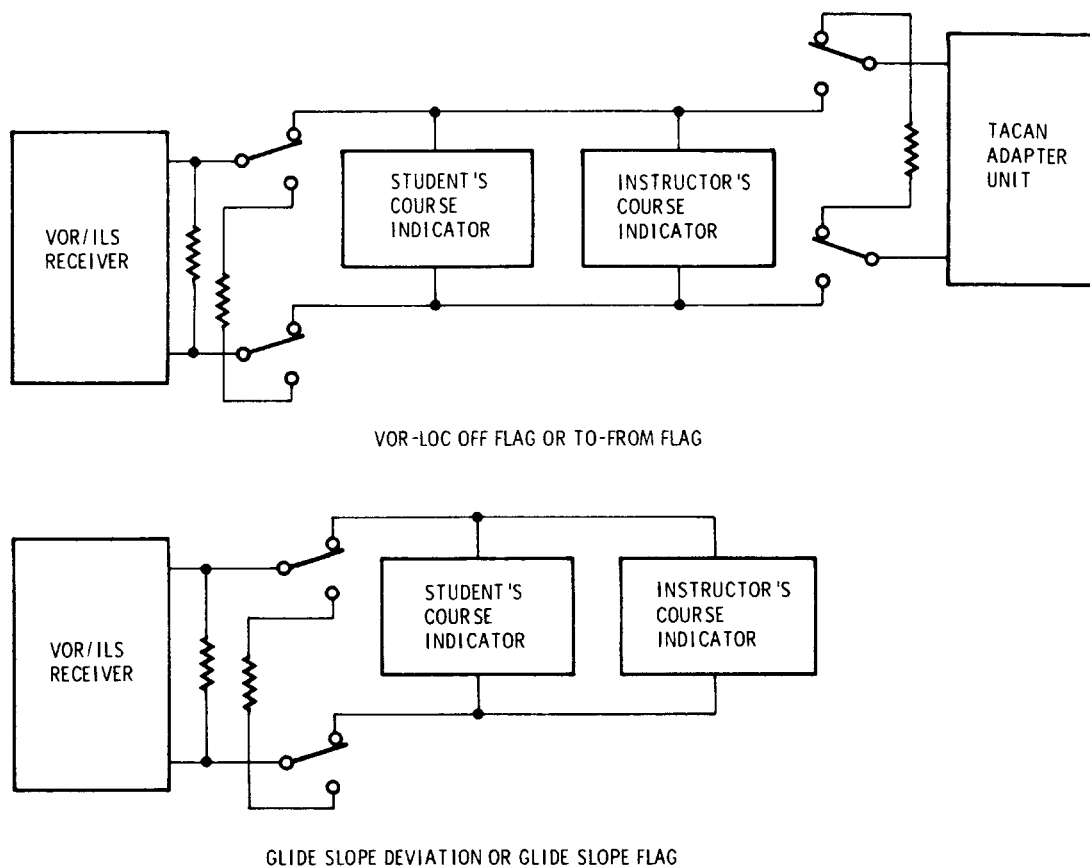 VOR/ILS
RECEIVER
STUDENT'S
COURSE
INDICATOR
INSTRUCTOR'S
COURSE
INDICATOR
TACAN
ADAPTER
UNIT
VOR-LOC OFF FLAG OR TO-FROM FLAG
VOR/ILS
RECEIVER
STUDENT'S
COURSE
INDICATOR
INSTRUCTOR'S
COURSE
INDICATOR
GLIDE SLOPE DEVIATION OR GLIDE SLOPE FLAG